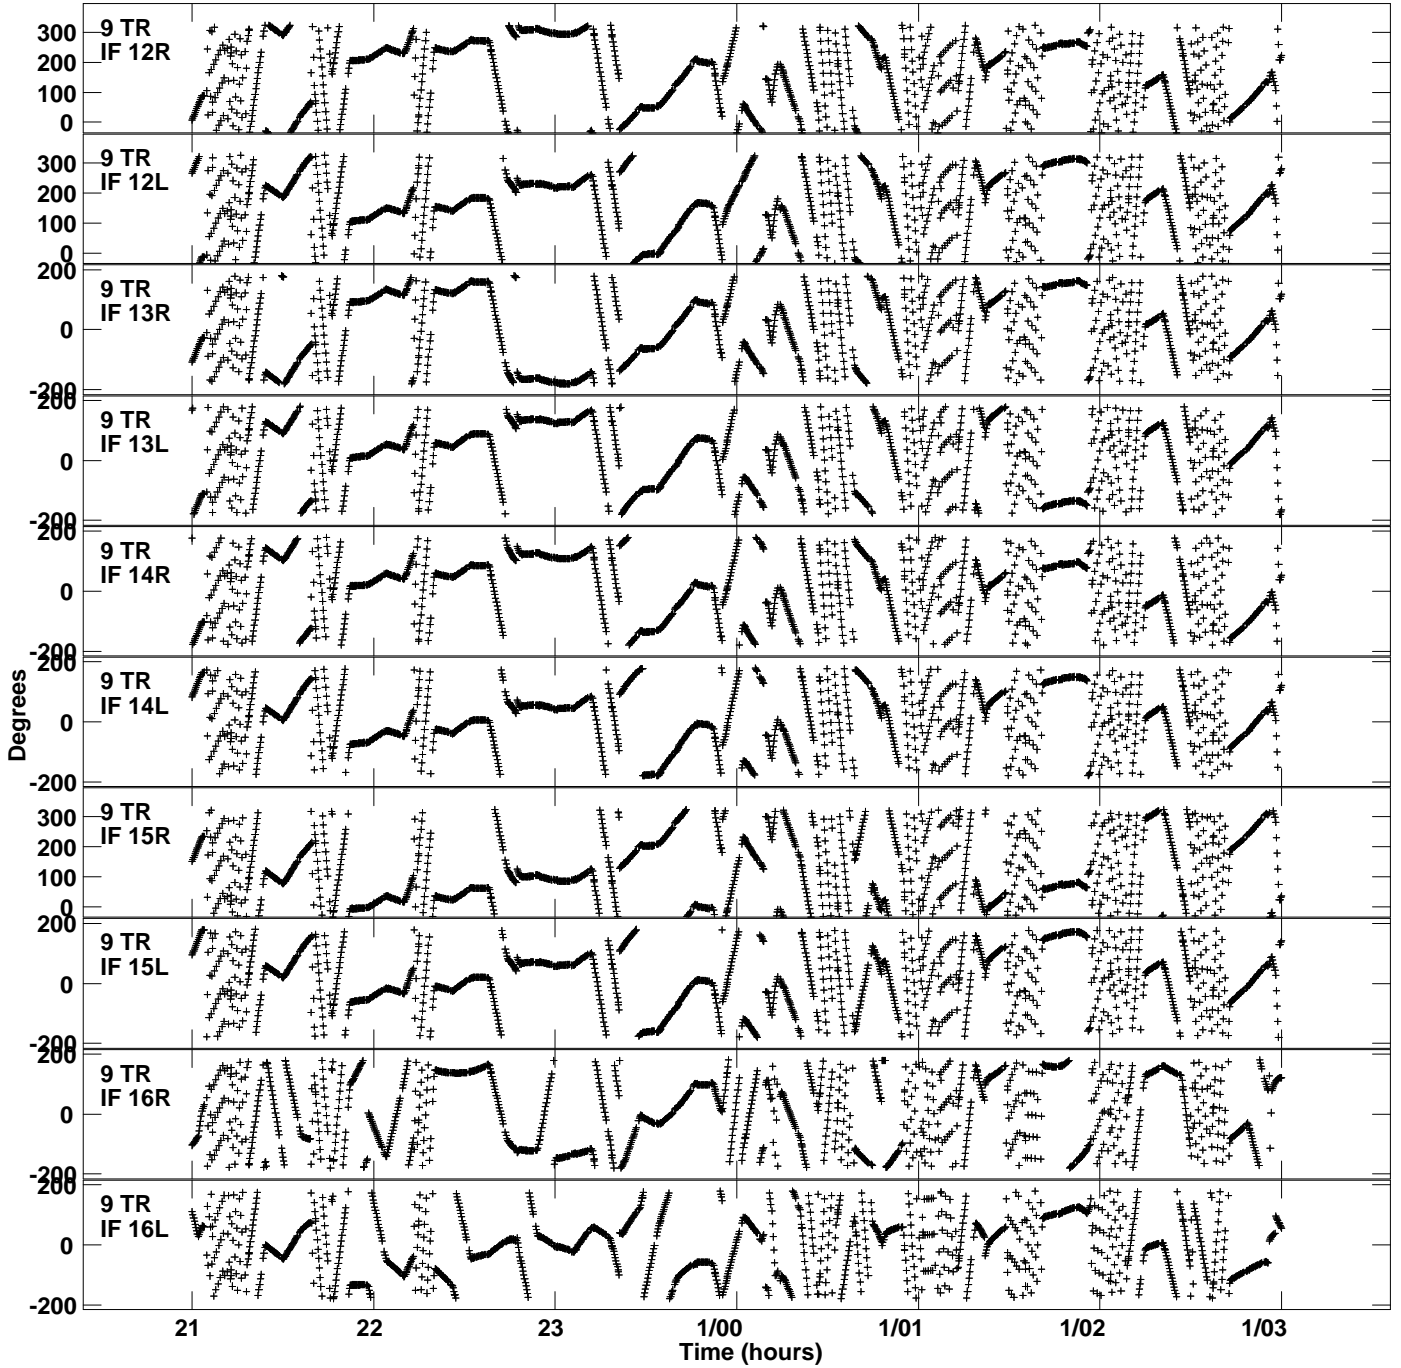 9 TR
IF 12R
300
200
100
0
9 TR
IF 12L
300
200
100
0
9 TR
IF 13R
200
0
-200
9 TR
IF 13L
200
0
-200
9 TR
IF 14R
200
0
-200
9 TR
IF 14L
200
0
-200
9 TR
IF 15R
300
200
100
0
9 TR
IF 15L
200
0
-200
9 TR
IF 16R
200
0
-200
9 TR
IF 16L
200
0
-200
Degrees
21 22 23 1/00 1/01 1/02 1/03
Time (hours)